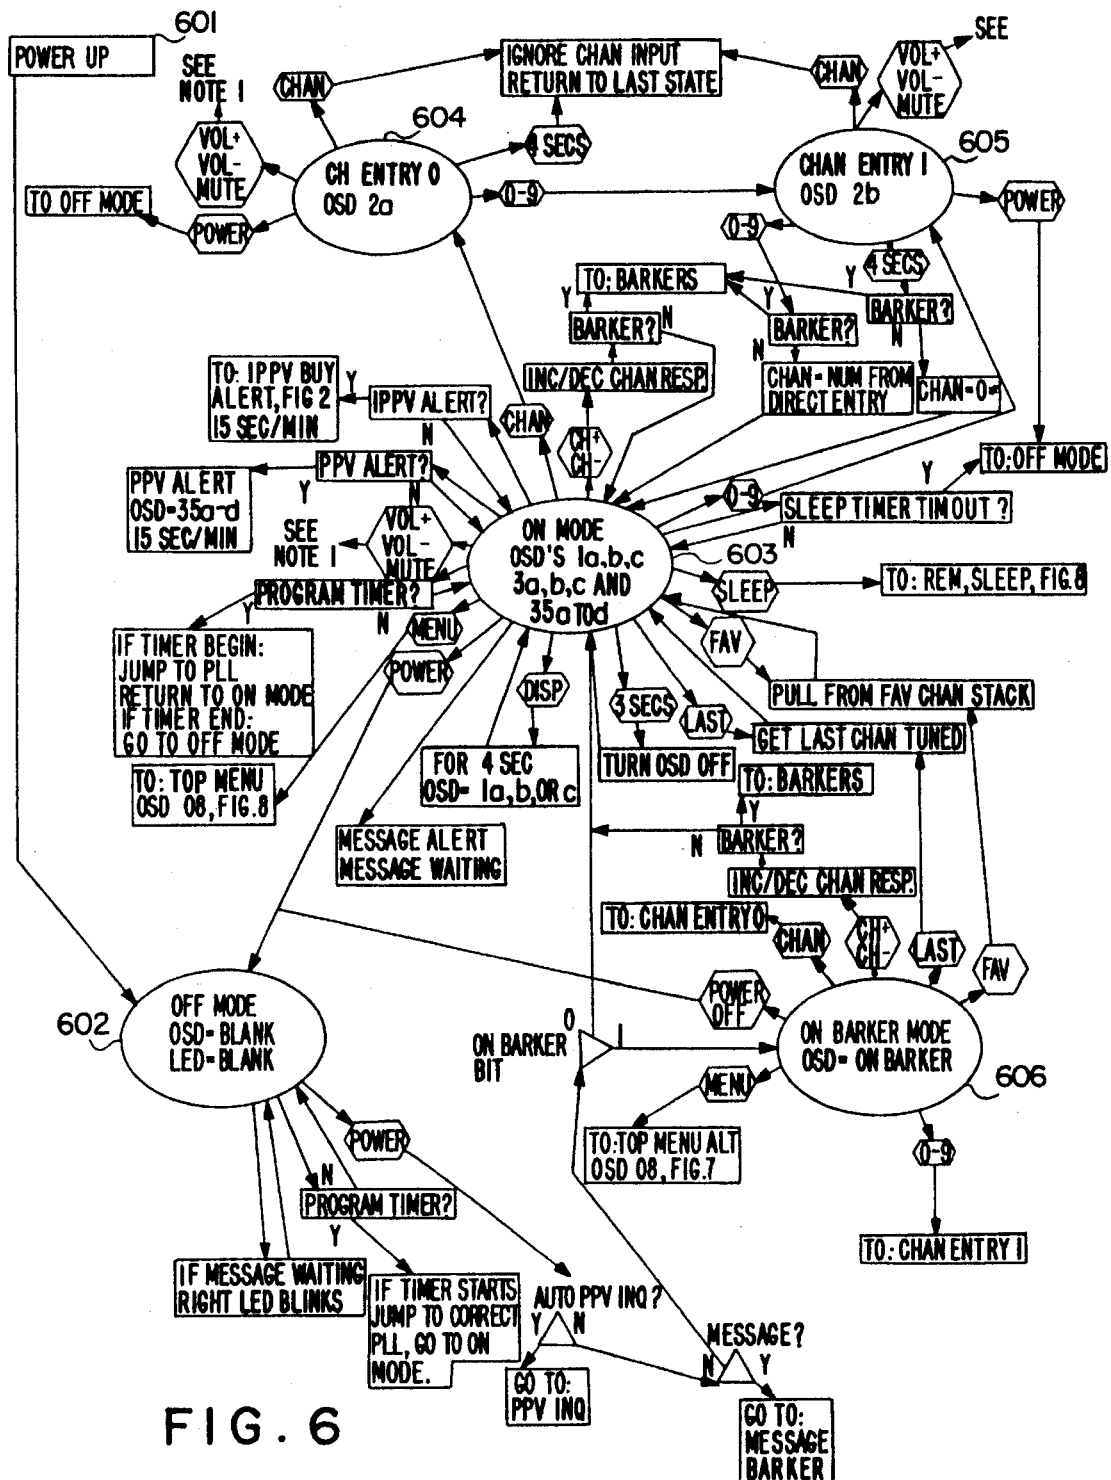 601
POWER UP
SEE
NOTE 1
CHAN
IGNORE CHAN INPUT
RETURN TO LAST STATE
CHAN
VOL+
VOL-
MUTE
SEE
604
VOL+
VOL-
MUTE
4 SECS
605
CH ENTRY 0
OSD 2a
CHAN ENTRY 1
OSD 2b
TO OFF MODE
POWER
0-9
POWER
0-9
4 SECS
TO: BARKERS
Y
Y
Y
BARKER?
N
BARKER?
BARKER?
N
N
INC/DEC CHAN RESP.
CHAN=NUM FROM
DIRECT ENTRY
CHAN=0*
TO: IPPV BUY
ALERT, FIG 2
15 SEC/MIN
Y
IPPV ALERT?
N
CHAN
CH+
CH-
TO:OFF MODE
Y
PPV ALERT?
N
Y
PPV ALERT
OSD=35a-d
15 SEC/MIN
0-9
SLEEP TIMER TIMOUT ?
N
SEE
NOTE 1
VOL+
VOL-
MUTE
ON MODE
OSD'S 1a,b,c
3a,b,c AND
35a TO d
603
SLEEP
TO: REM, SLEEP, FIG.8
PROGRAM TIMER?
Y
N
MENU
IF TIMER BEGIN:
JUMP TO PLL
RETURN TO ON MODE
IF TIMER END:
GO TO OFF MODE
POWER
DISP
3 SECS
LAST
FAV
PULL FROM FAV CHAN STACK
GET LAST CHAN TUNED
TO: TOP MENU
OSD 08, FIG.8
FOR 4 SEC
OSD= 1a,b,OR c
TURN OSD OFF
TO: BARKERS
Y
MESSAGE ALERT
MESSAGE WAITING
N
BARKER?
INC/DEC CHAN RESP.
TO: CHAN ENTRY 0
CHAN
CH+
CH-
LAST
FAV
602
OFF MODE
OSD=BLANK
LED=BLANK
POWER
OFF
ON BARKER
BIT
0
1
ON BARKER MODE
OSD= ON BARKER
606
MENU
POWER
TO:TOP MENU ALT
OSD 08, FIG.7
0-9
N
PROGRAM TIMER?
Y
TO: CHAN ENTRY 1
IF MESSAGE WAITING
RIGHT LED BLINKS
IF TIMER STARTS
JUMP TO CORRECT
PLL, GO TO ON
MODE.
AUTO PPV INQ ?
Y
N
MESSAGE?
N
Y
GO TO:
PPV INQ
GO TO:
MESSAGE
BARKER
FIG. 6